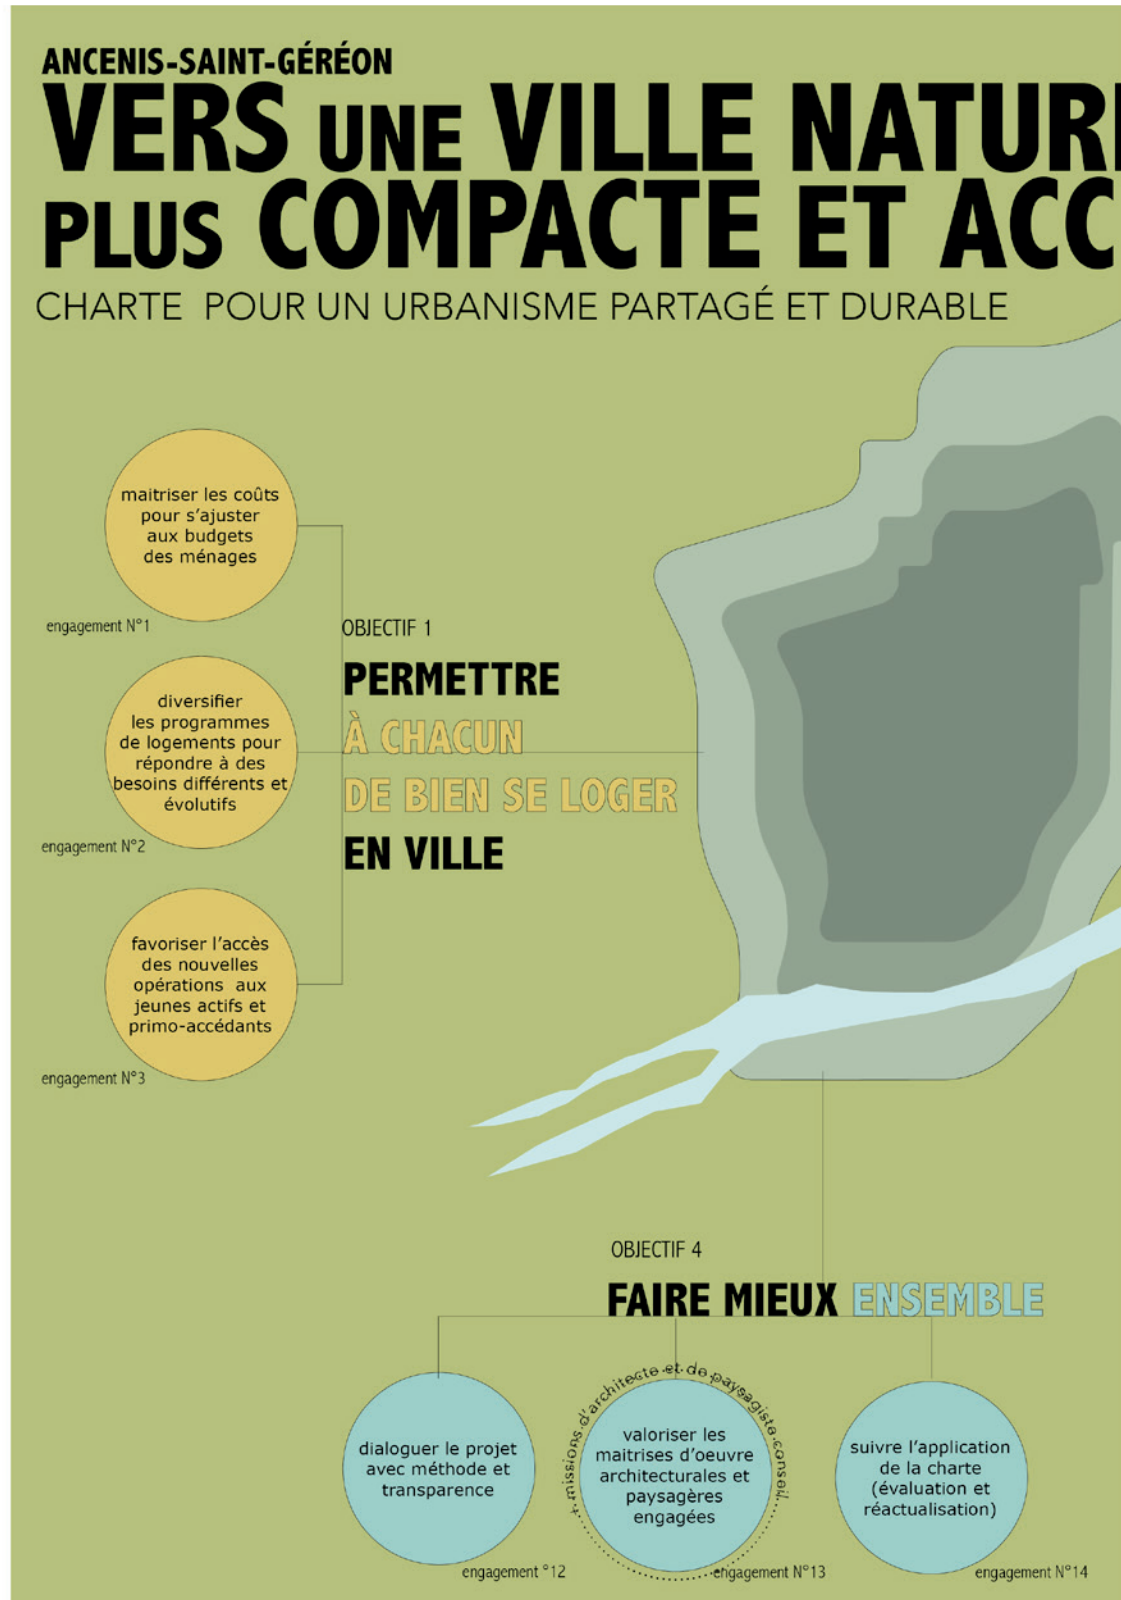 ANCENIS-SAINT-GÉRÉON
VERS UNE VILLE NATUR
PLUS COMPACTE ET ACC
CHARTE POUR UN URBANISME PARTAGÉ ET DURABLE
maitriser les coûts
pour s'ajuster
aux budgets
des ménages
engagement N°1
OBJECTIF 1
PERMETTRE
À CHACUN
DE BIEN SE LOGER
EN VILLE
diversifier
les programmes
de logements pour
répondre à des
besoins différents et
évolutifs
engagement N°2
favoriser l'accès
des nouvelles
opérations aux
jeunes actifs et
primo-accédants
engagement N°3
OBJECTIF 4
FAIRE MIEUX ENSEMBLE
dialoguer le projet
avec méthode et
transparence
engagement °12
+ missions d'architecte et de paysagiste conseil
valoriser les
maitrises d'oeuvre
architecturales et
paysagères
engagées
engagement N°13
suivre l'application
de la charte
(évaluation et
réactualisation)
engagement N°14